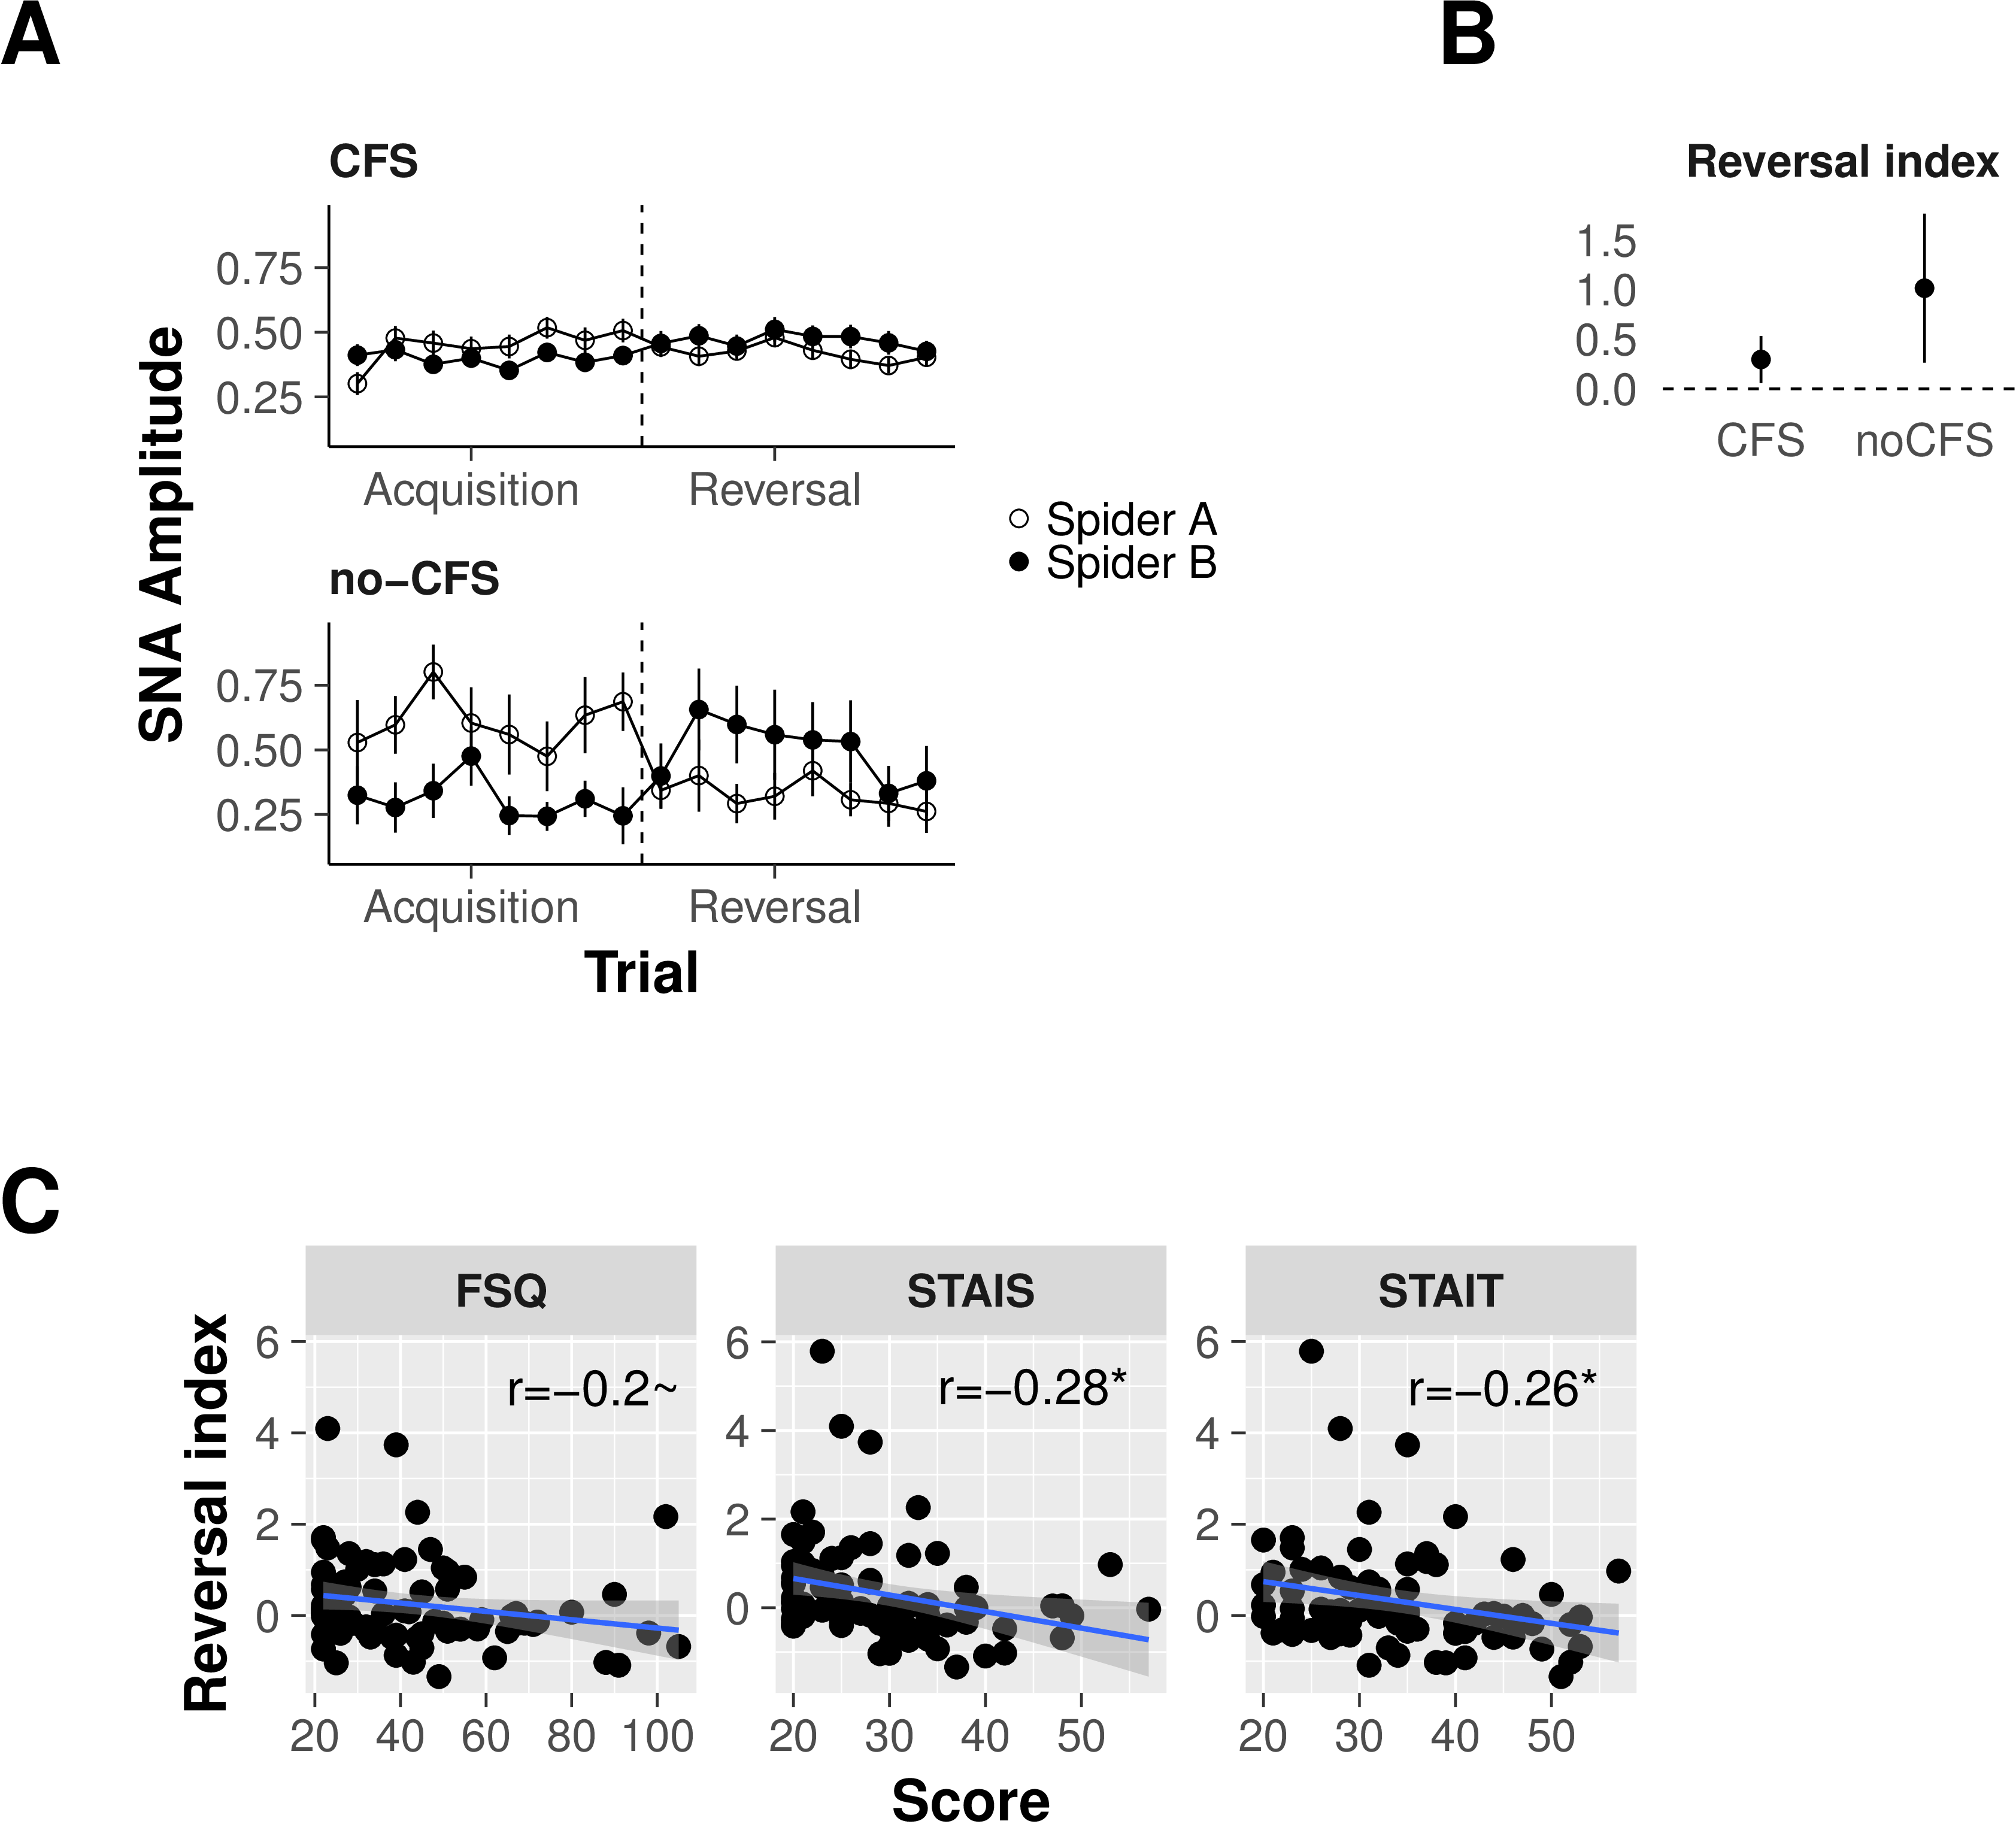 A
CFS
0.75
0.50
0.25
Acquisition Reversal
no−CFS
0.75
0.50
0.25
Acquisition Reversal
SNA Amplitude
Trial
Spider A
Spider B
B
Reversal index
1.5
1.0
0.5
0.0
CFS noCFS
C
FSQ STAIS STAIT
r=−0.2~
r=−0.28*
r=−0.26*
6
4
2
0
20 40 60 80 100
6
4
2
0
20 30 40 50
6
4
2
0
20 30 40 50
Reversal index
Score